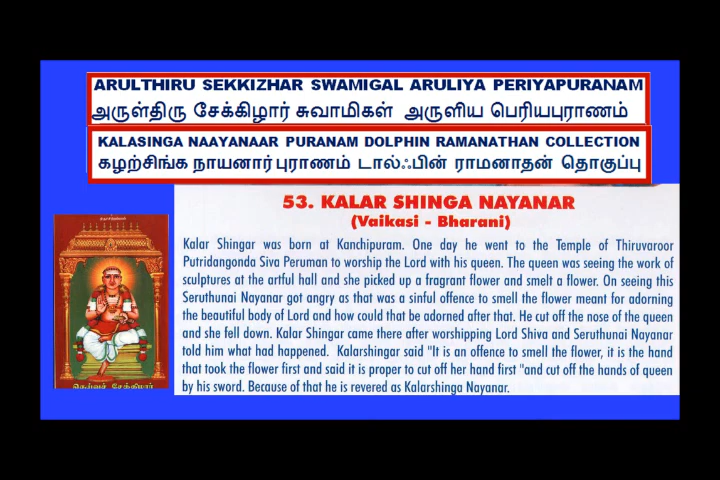 ARULTHIRU SEKKIZHAR SWAMIGAL ARULIYA PERIYAPURANAM
அருள்திரு சேக்கிழார் சுவாமிகள் அருளிய பெரியபுராணம்
KALASINGA NAAYANAAR PURANAM DOLPHIN RAMANATHAN COLLECTION
கழற்சிங்க நாயனார் புராணம் டால்ஃபின் ராமனாதன் தொகுப்பு
53. KALAR SHINGA NAYANAR
(Vaikasi - Bharani)
Kalar Shingar was born at Kanchipuram. One day he went to the Temple of Thiruvaroor
Putridangonda Siva Peruman to worship the Lord with his queen. The queen was seeing the work of
sculptures at the artful hall and she picked up a fragrant flower and smelt a flower. On seeing this
Seruthunai Nayanar got angry as that was a sinful offence to smell the flower meant for adorning
the beautiful body of Lord and how could that be adorned after that. He cut off the nose of the queen
and she fell down. Kalar Shingar came there after worshipping Lord Shiva and Seruthunai Nayanar
told him what had happened. Kalarshingar said "It is an offence to smell the flower, it is the hand
that took the flower first and said it is proper to cut off her hand first "and cut off the hands of queen
by his sword. Because of that he is revered as Kalarshinga Nayanar.
தெய்வச் சேக்கிழார்